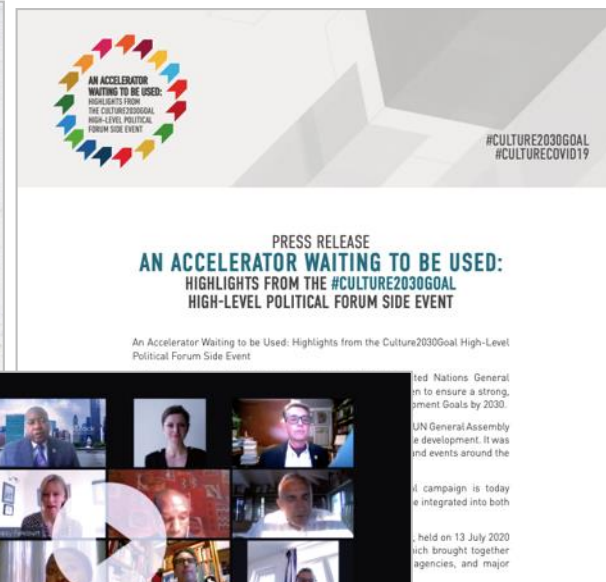 AN ACCELERATOR
WAITING TO BE USED:
HIGHLIGHTS FROM
THE CULTURE2030GOAL
HIGH-LEVEL POLITICAL
FORUM SIDE EVENT
#CULTURE2030GOAL
#CULTURECOVID19
PRESS RELEASE
AN ACCELERATOR WAITING TO BE USED:
HIGHLIGHTS FROM THE #CULTURE2030GOAL
HIGH-LEVEL POLITICAL FORUM SIDE EVENT
An Accelerator Waiting to be Used: Highlights from the Culture2030Goal High-Level
Political Forum Side Event
Nations General
to ensure a strong,
Goals by 2030.
UN General Assembly
development. It was
and events around the
campaign is today
integrated into both
, held on 13 July 2020
brought together
agencies, and major